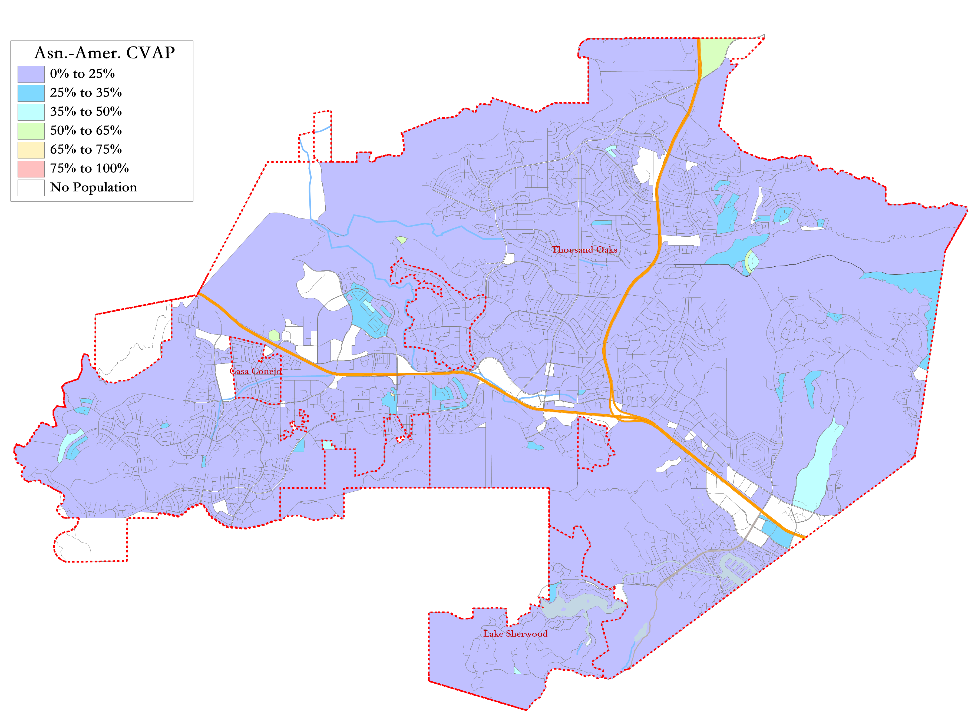 Asn.-Amer. CVAP
0% to 25%
25% to 35%
35% to 50%
50% to 65%
65% to 75%
75% to 100%
No Population
Thousand Oaks
Casa Conejo
Lake Sherwood